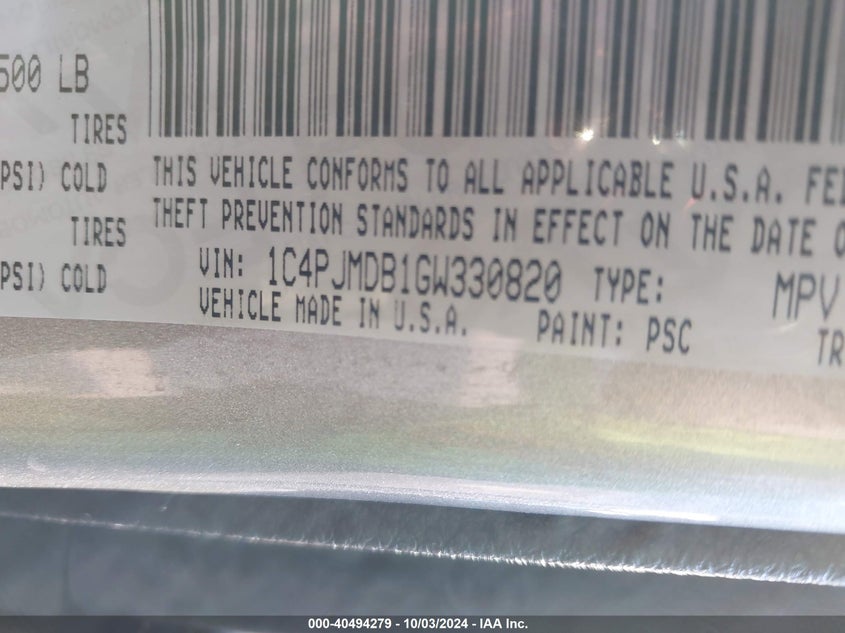 500 LB
TIRES
PSI) COLD
TIRES
PSI) COLD
THIS VEHICLE CONFORMS TO ALL APPLICABLE U.S.A. FED
THEFT PREVENTION STANDARDS IN EFFECT ON THE DATE O
VIN: 1C4PJMDB1GW330820 TYPE: MPV
VEHICLE MADE IN U.S.A. PAINT: PSC TR
000-40494279 - 10/03/2024 - IAA Inc.